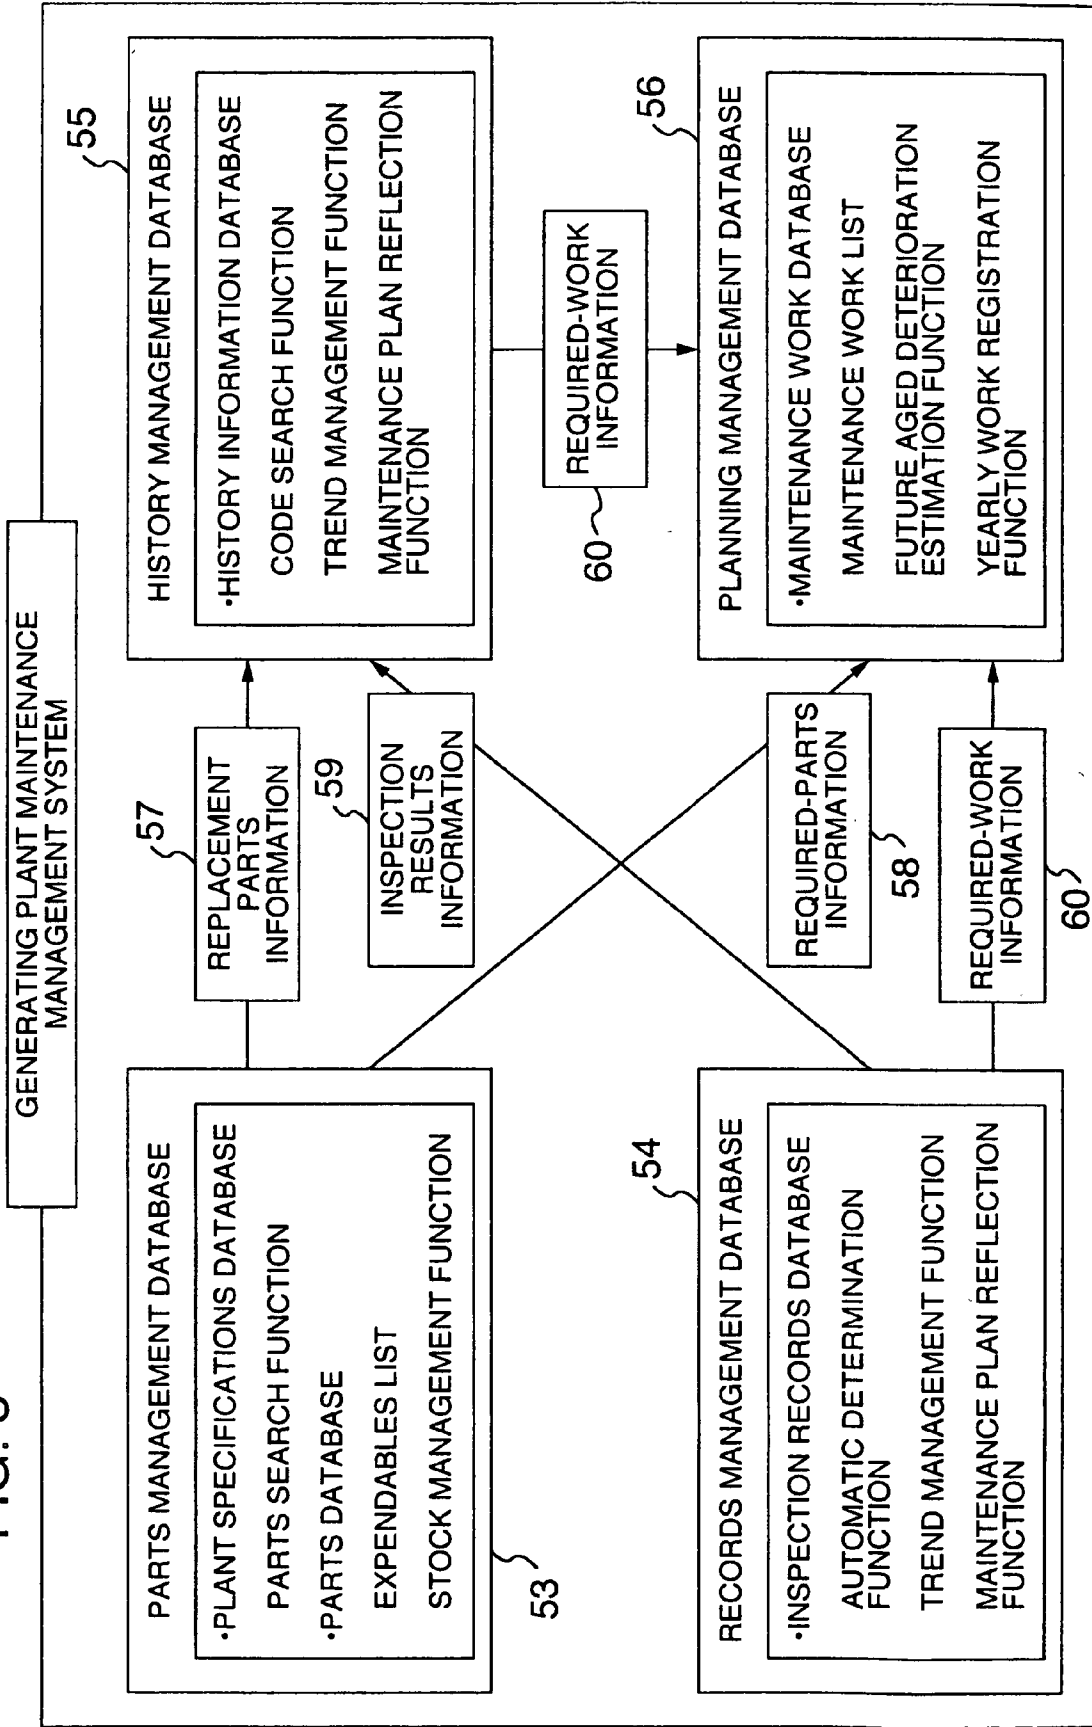 GENERATING PLANT MAINTENANCE
MANAGEMENT SYSTEM
PARTS MANAGEMENT DATABASE
•PLANT SPECIFICATIONS DATABASE
PARTS SEARCH FUNCTION
•PARTS DATABASE
EXPENDABLES LIST
STOCK MANAGEMENT FUNCTION
53
57
REPLACEMENT
PARTS
INFORMATION
59
INSPECTION
RESULTS
INFORMATION
55
HISTORY MANAGEMENT DATABASE
•HISTORY INFORMATION DATABASE
CODE SEARCH FUNCTION
TREND MANAGEMENT FUNCTION
MAINTENANCE PLAN REFLECTION
FUNCTION
60
REQUIRED-WORK
INFORMATION
54
RECORDS MANAGEMENT DATABASE
•INSPECTION RECORDS DATABASE
AUTOMATIC DETERMINATION
FUNCTION
TREND MANAGEMENT FUNCTION
MAINTENANCE PLAN REFLECTION
FUNCTION
REQUIRED-PARTS
INFORMATION
58
REQUIRED-WORK
INFORMATION
60
56
PLANNING MANAGEMENT DATABASE
•MAINTENANCE WORK DATABASE
MAINTENANCE WORK LIST
FUTURE AGED DETERIORATION
ESTIMATION FUNCTION
YEARLY WORK REGISTRATION
FUNCTION